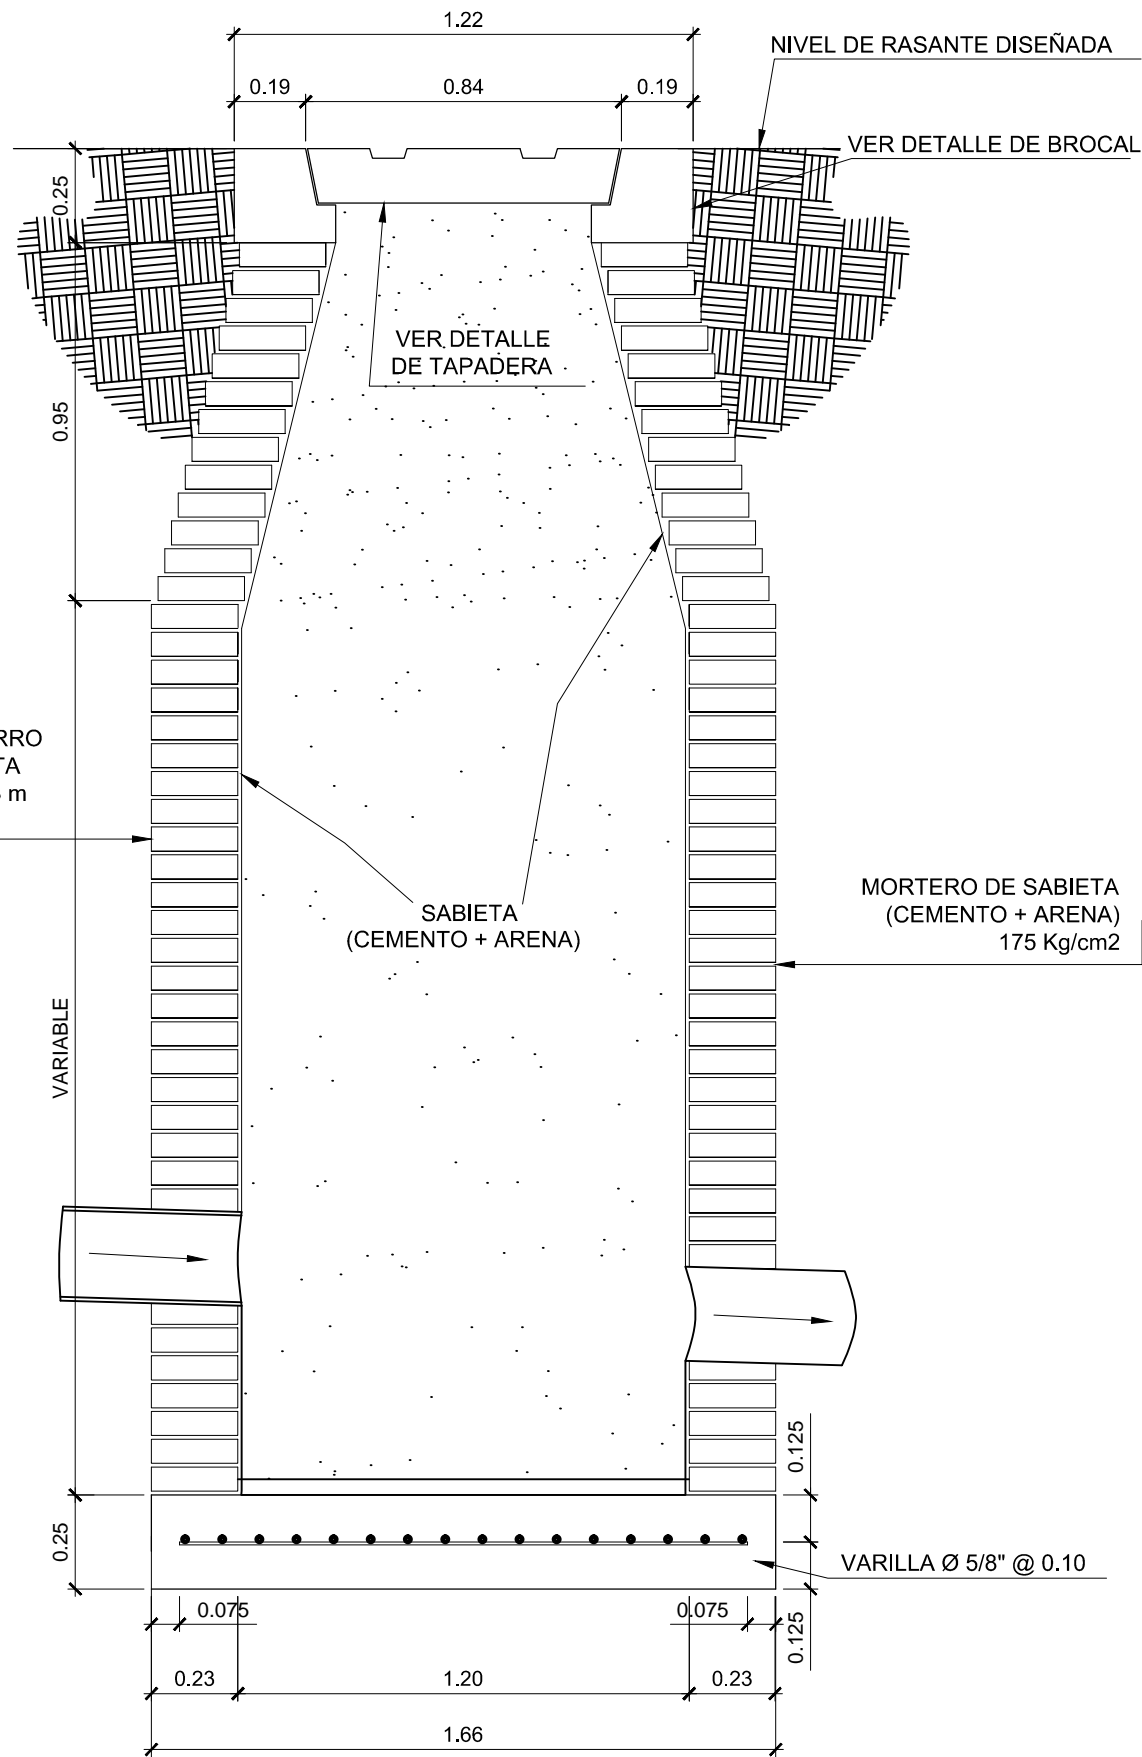 1.22
NIVEL DE RASANTE DISEÑADA
0.19
0.84
0.19
VER DETALLE DE BROCAL
0.25
VER DETALLE
DE TAPADERA
0.95
m
SABIETA
(CEMENTO + ARENA)
MORTERO DE SABIETA
(CEMENTO + ARENA)
175 Kg/cm2
VARIABLE
0.125
0.25
VARILLA Ø 5/8" @ 0.10
0.075
0.075
0.125
0.23
1.20
0.23
1.66